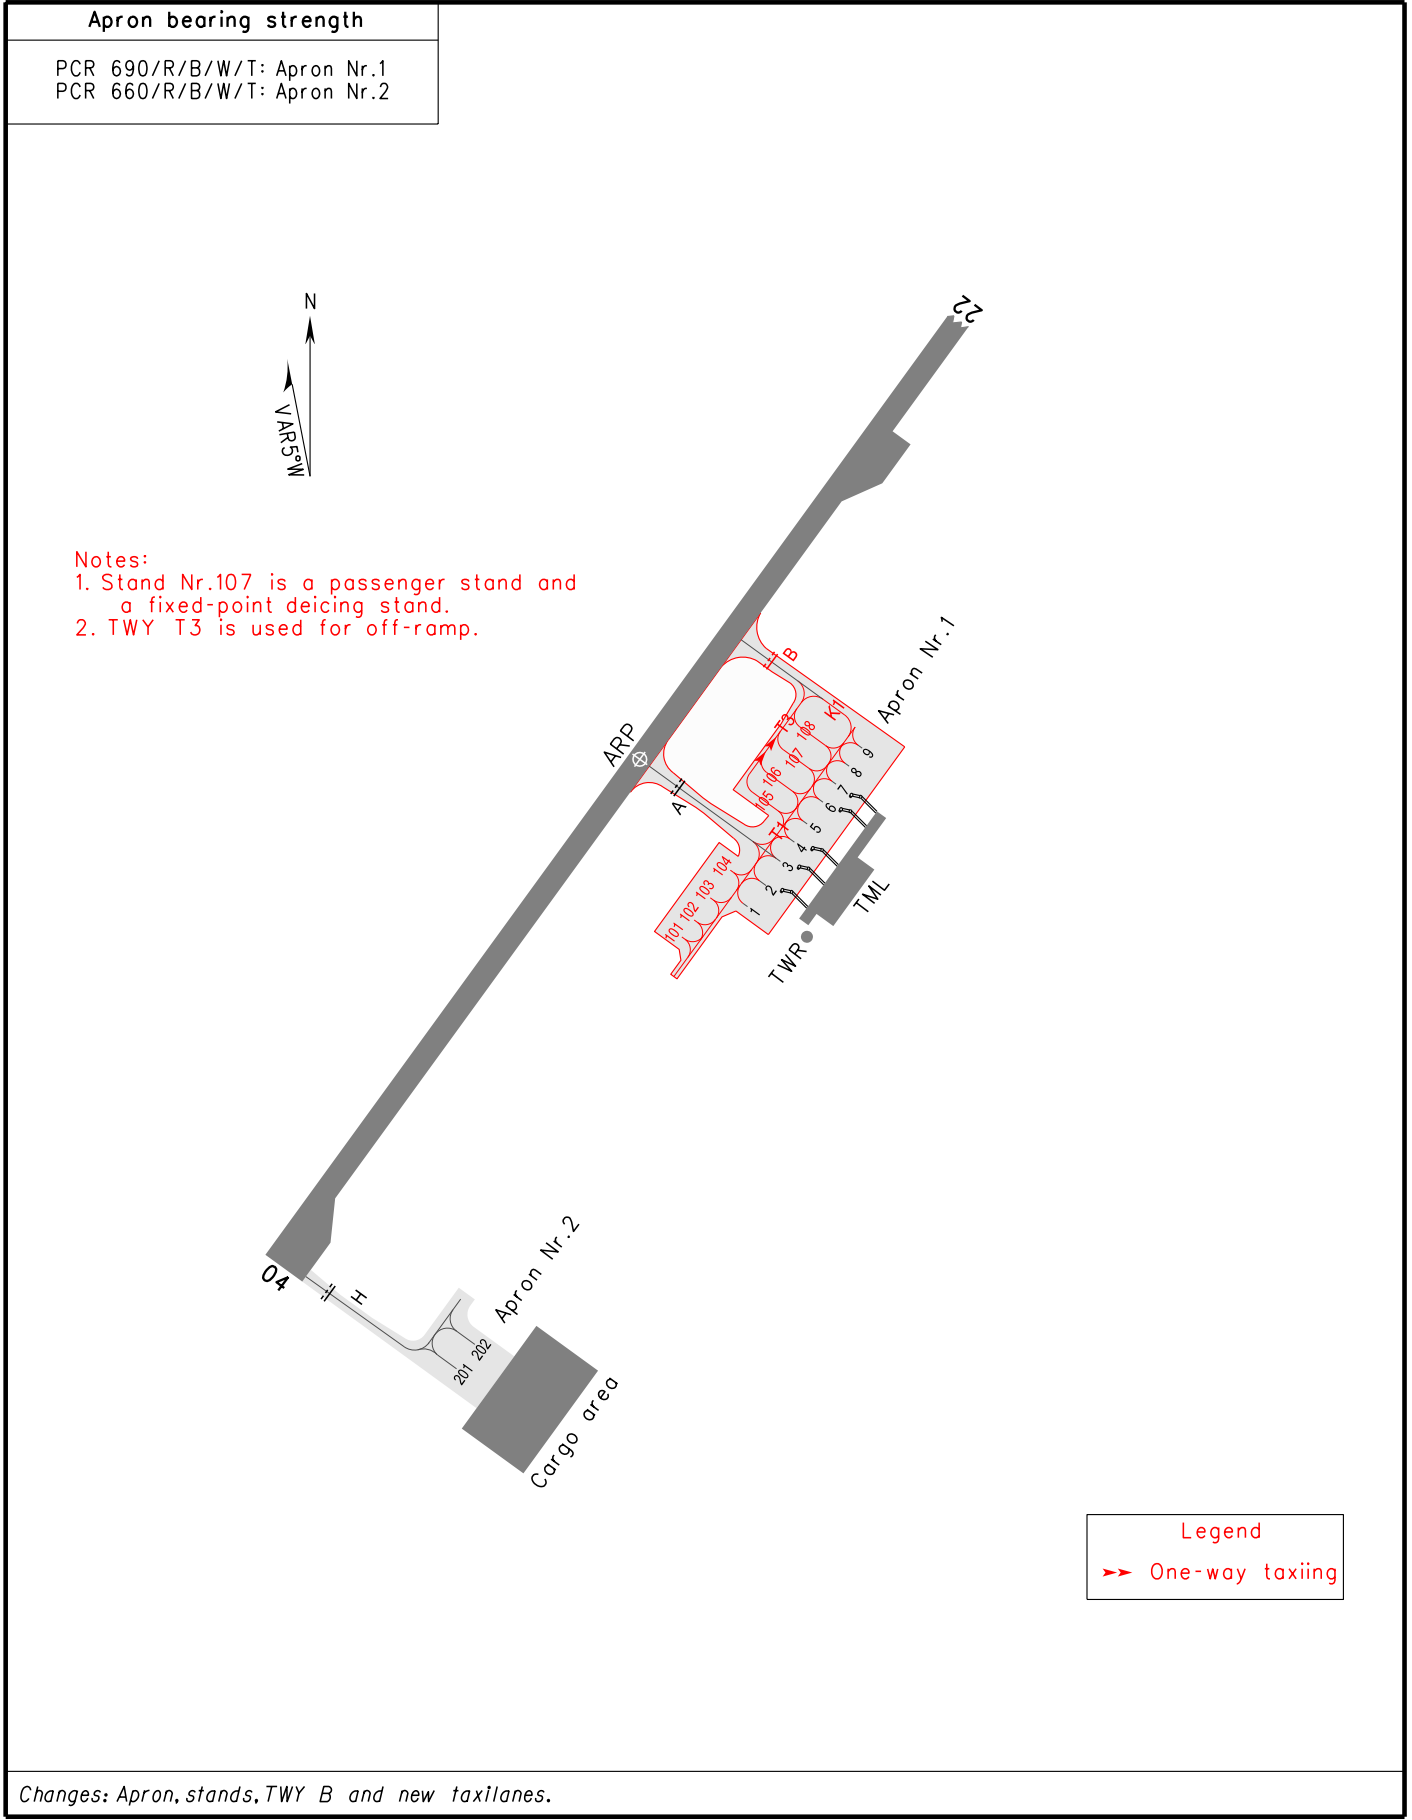 Apron bearing strength
PCR 690/R/B/W/T: Apron Nr.1
PCR 660/R/B/W/T: Apron Nr.2
22
N
VAR5°W
Notes:
1. Stand Nr.107 is a passenger stand and
a fixed-point deicing stand.
2. TWY T3 is used for off-ramp.
B
Apron Nr.1
K1
T3
108
ARP
9
107
8
106
7
105
A
6
T1
5
4
104
3
103
2
102
1
101
TML
TWR
Apron Nr.2
04
H
202
201
Cargo area
Legend
One-way taxiing
Changes: Apron, stands, TWY B and new taxilanes.